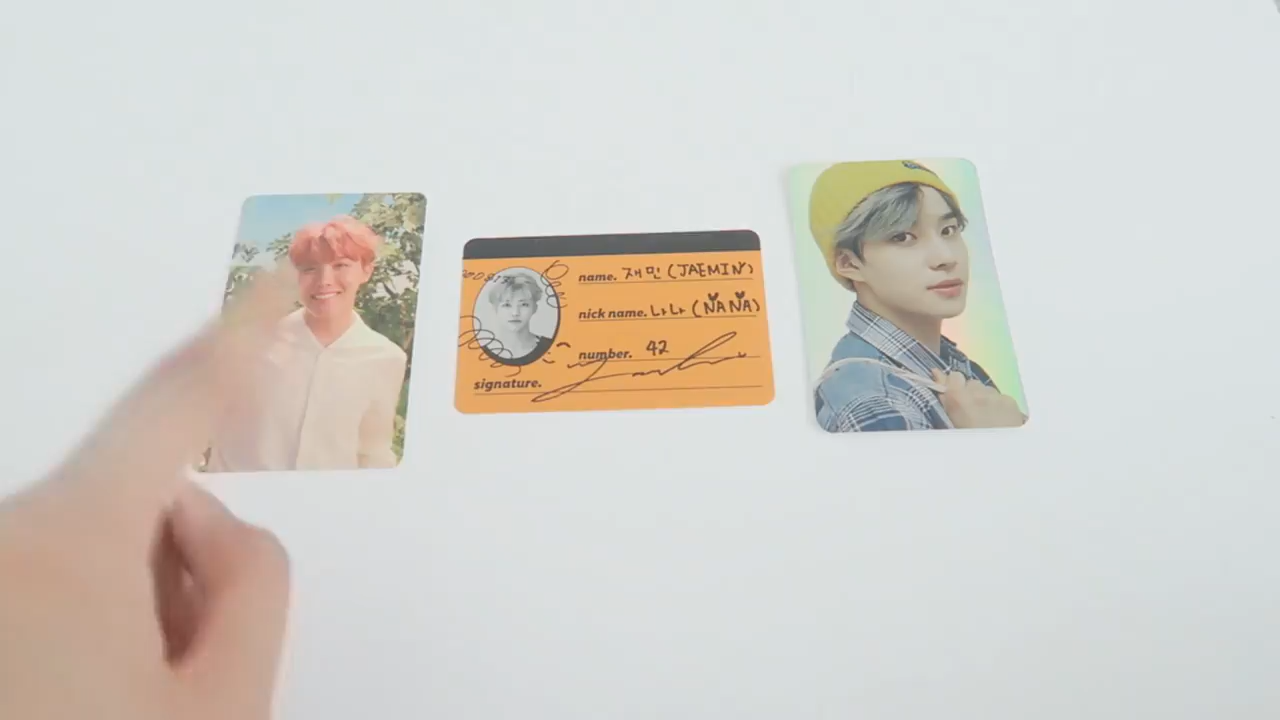 name. 재민 (JAEMIN)
nick name. 나나 (NANA)
number. 42
signature.